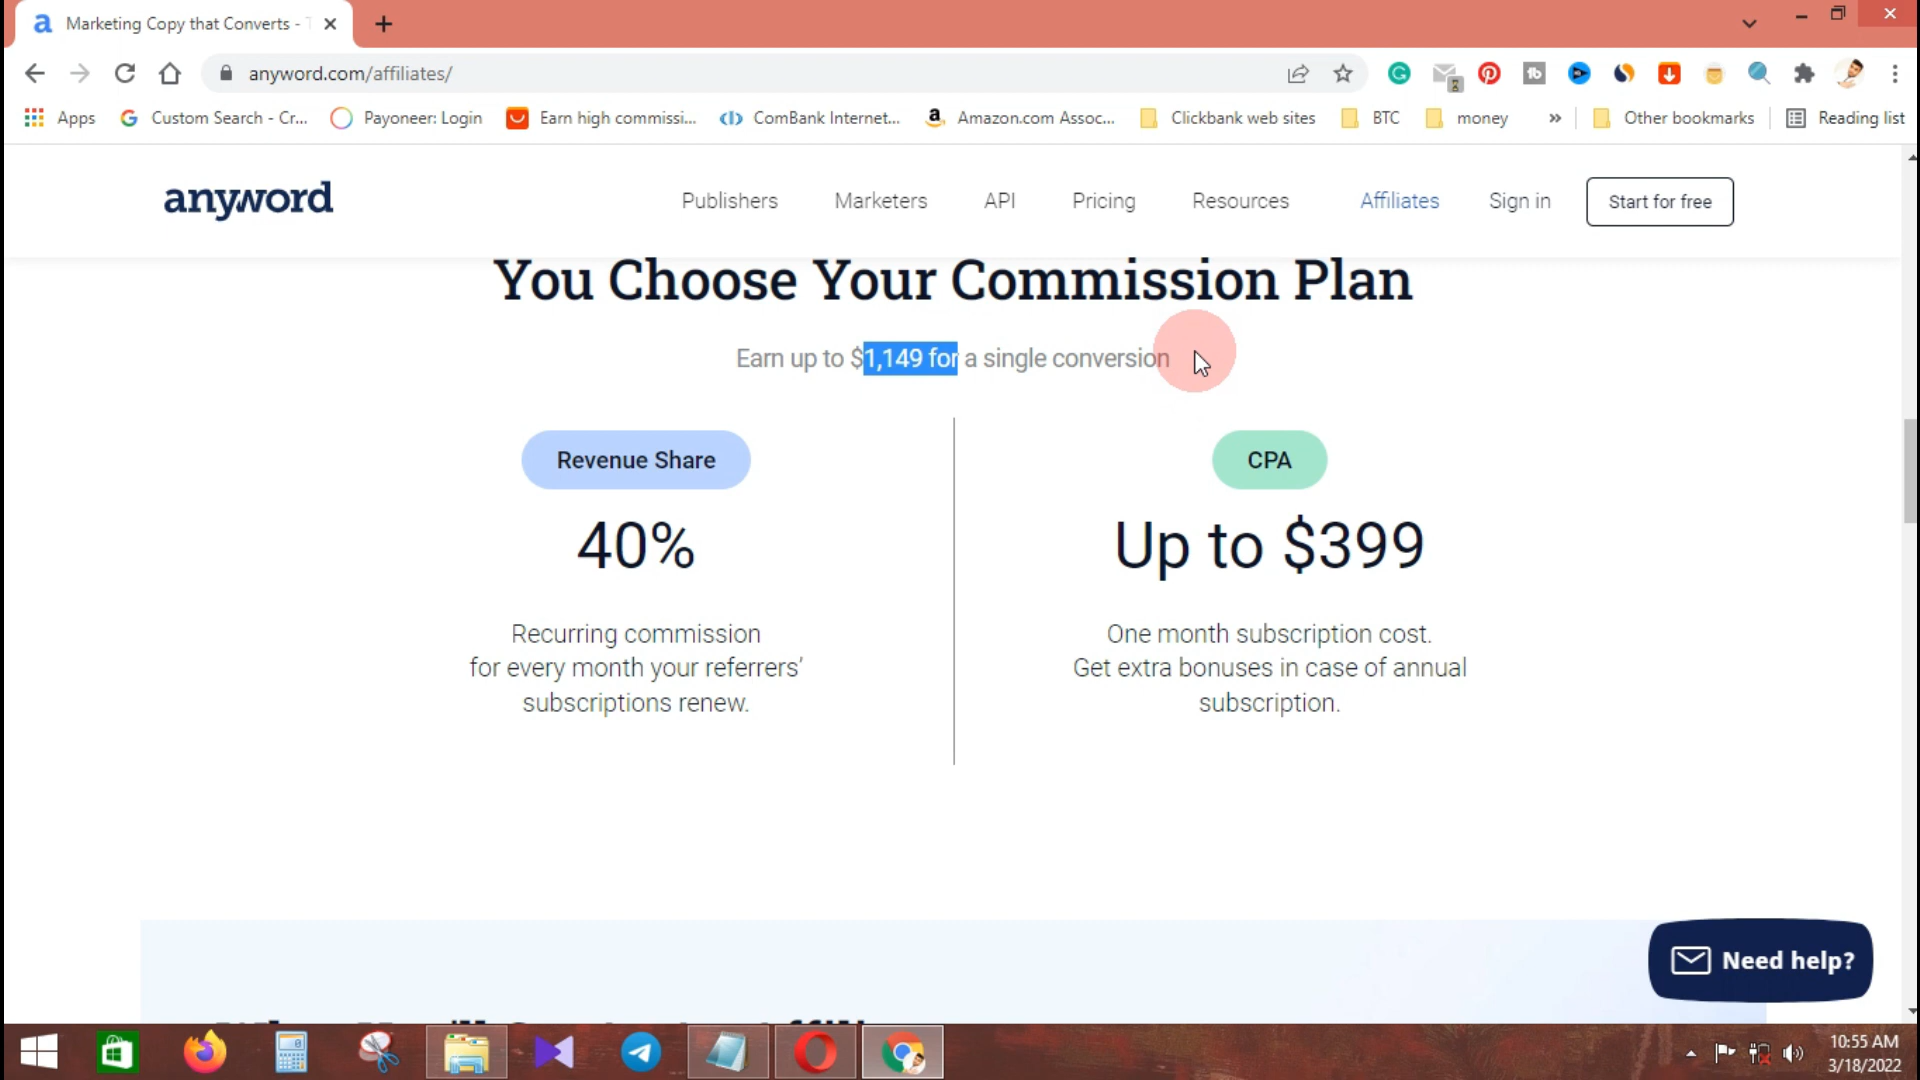 Marketing Copy that Converts -
anyword.com/affiliates/
Apps
Custom Search - Cr...
Payoneer: Login
Earn high commissi...
ComBank Internet...
Amazon.com Assoc...
Clickbank web sites
BTC
money
»
Other bookmarks
Reading list
anyword
Publishers
Marketers
API
Pricing
Resources
Affiliates
Sign in
Start for free
You Choose Your Commission Plan
Earn up to $1,149 for a single conversion
Revenue Share
40%
Recurring commission
for every month your referrers’
subscriptions renew.
CPA
Up to $399
One month subscription cost.
Get extra bonuses in case of annual
subscription.
Need help?
10:55 AM
3/18/2022